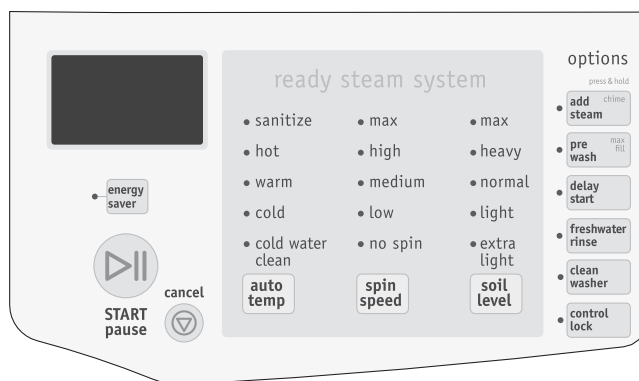 ready steam system
sanitize
hot
warm
cold
cold water
clean
auto
temp
max
high
medium
low
no spin
spin
speed
max
heavy
normal
light
extra
light
soil
level
energy
saver
START
pause
cancel
options
press & hold
add
steam
chime
pre
wash
max
fill
delay
start
freshwater
rinse
clean
washer
control
lock